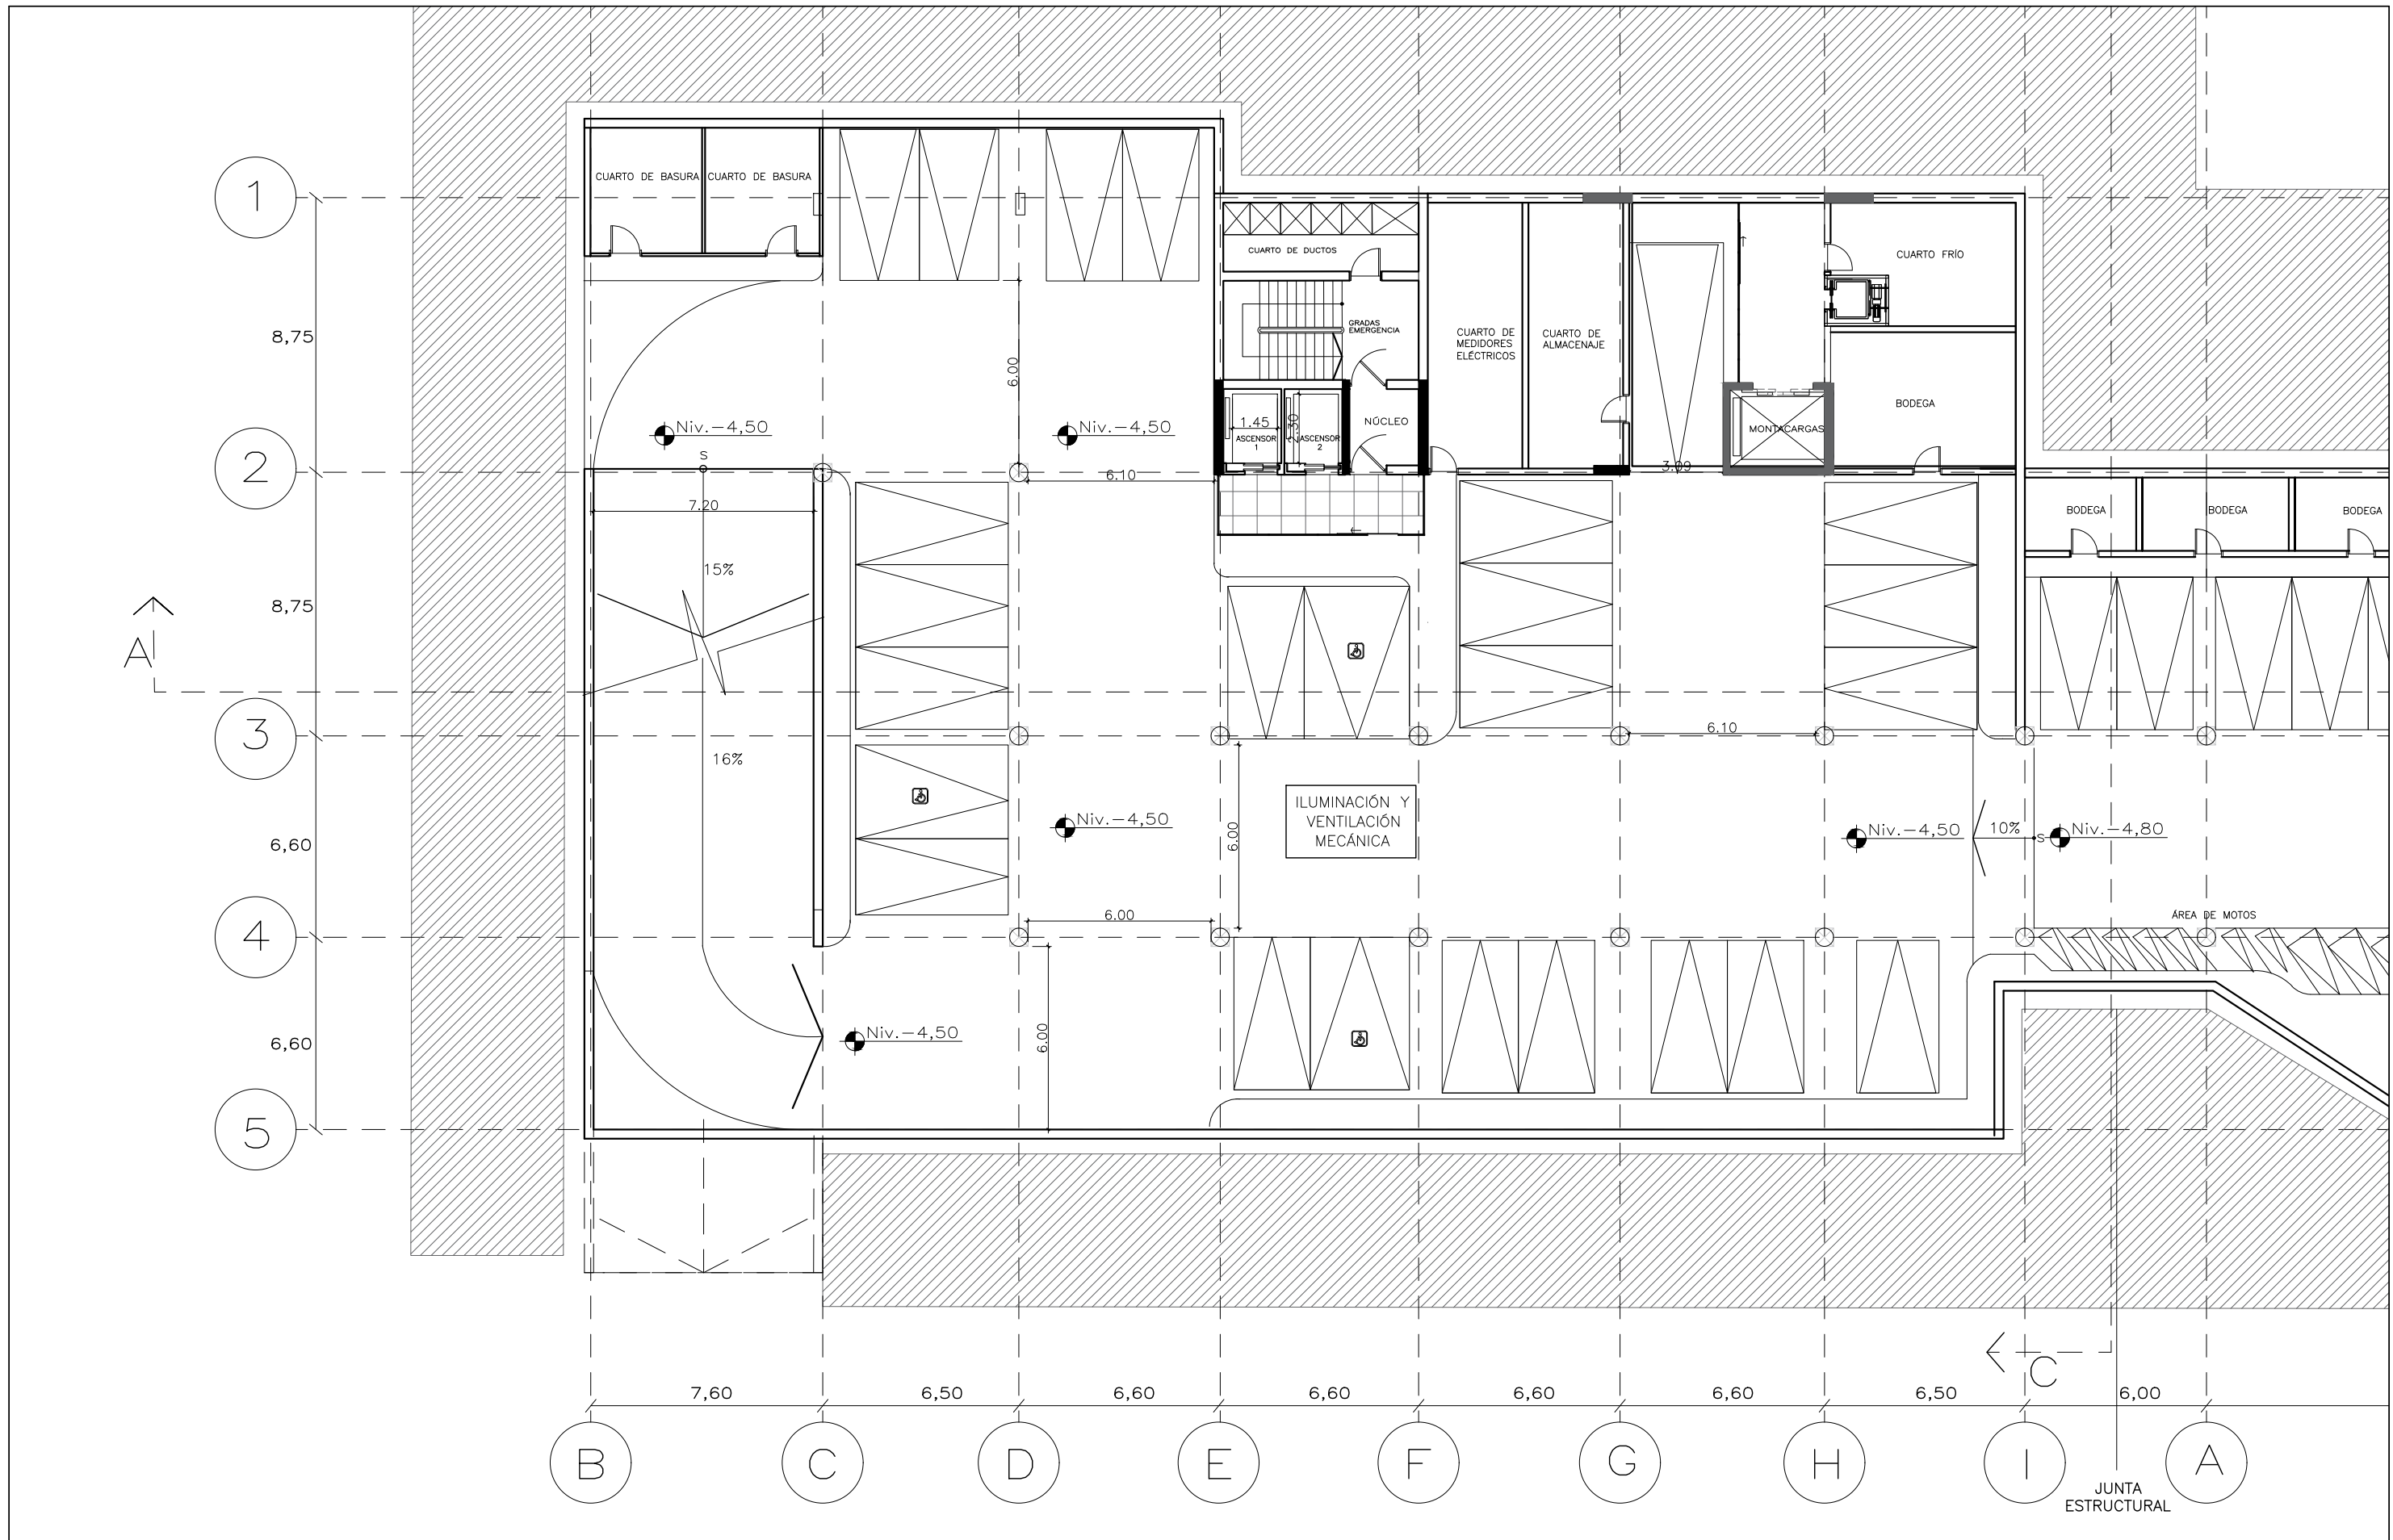 1
CUARTO DE BASURA
CUARTO DE BASURA
CUARTO DE DUCTOS
CUARTO FRÍO
8,75
GRADAS
EMERGENCIA
CUARTO DE
MEDIDORES
ELÉCTRICOS
CUARTO DE
ALMACENAJE
6.00
BODEGA
Niv.-4,50
Niv.-4,50
1.45
ASCENSOR
1
2.30
ASCENSOR
2
NÚCLEO
MONTACARGAS
2
S
6.10
3.09
7.20
BODEGA
BODEGA
BODEGA
15%
8,75
A
3
6.10
16%
ILUMINACIÓN Y
VENTILACIÓN
MECÁNICA
6,60
Niv.-4,50
6.00
Niv.-4,50
10%
S
Niv.-4,80
4
6.00
ÁREA DE MOTOS
6,60
Niv.-4,50
6.00
5
C
7,60
6,50
6,60
6,60
6,60
6,60
6,50
6,00
B
C
D
E
F
G
H
I
A
JUNTA
ESTRUCTURAL